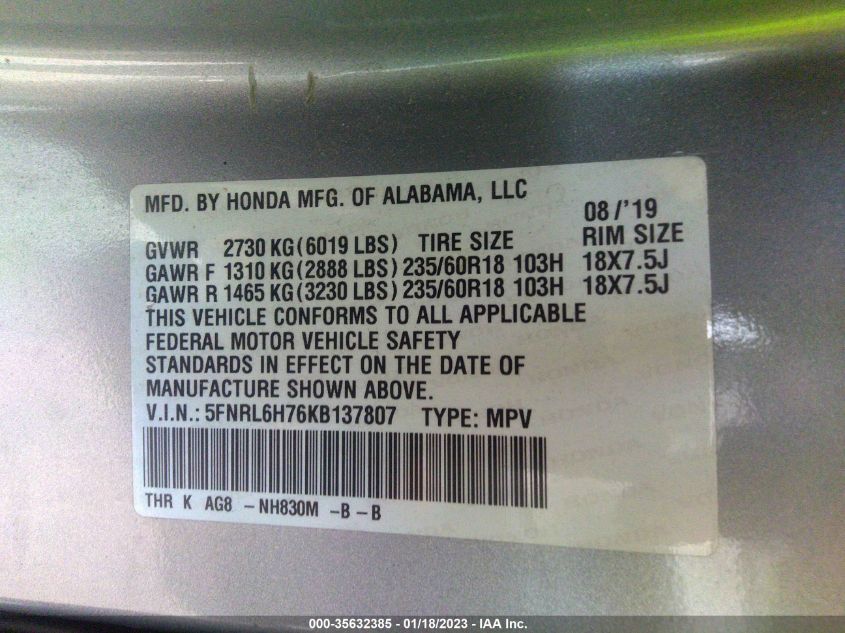 MFD. BY HONDA MFG. OF ALABAMA, LLC
08/'19
GVWR 2730 KG(6019 LBS) TIRE SIZE RIM SIZE
GAWR F 1310 KG(2888 LBS) 235/60R18 103H 18X7.5J
GAWR R 1465 KG(3230 LBS) 235/60R18 103H 18X7.5J
THIS VEHICLE CONFORMS TO ALL APPLICABLE
FEDERAL MOTOR VEHICLE SAFETY
STANDARDS IN EFFECT ON THE DATE OF
MANUFACTURE SHOWN ABOVE.
V.I.N.: 5FNRL6H76KB137807 TYPE: MPV
THR K AG8 -NH830M -B-B
000-35632385 - 01/18/2023 - IAA Inc.